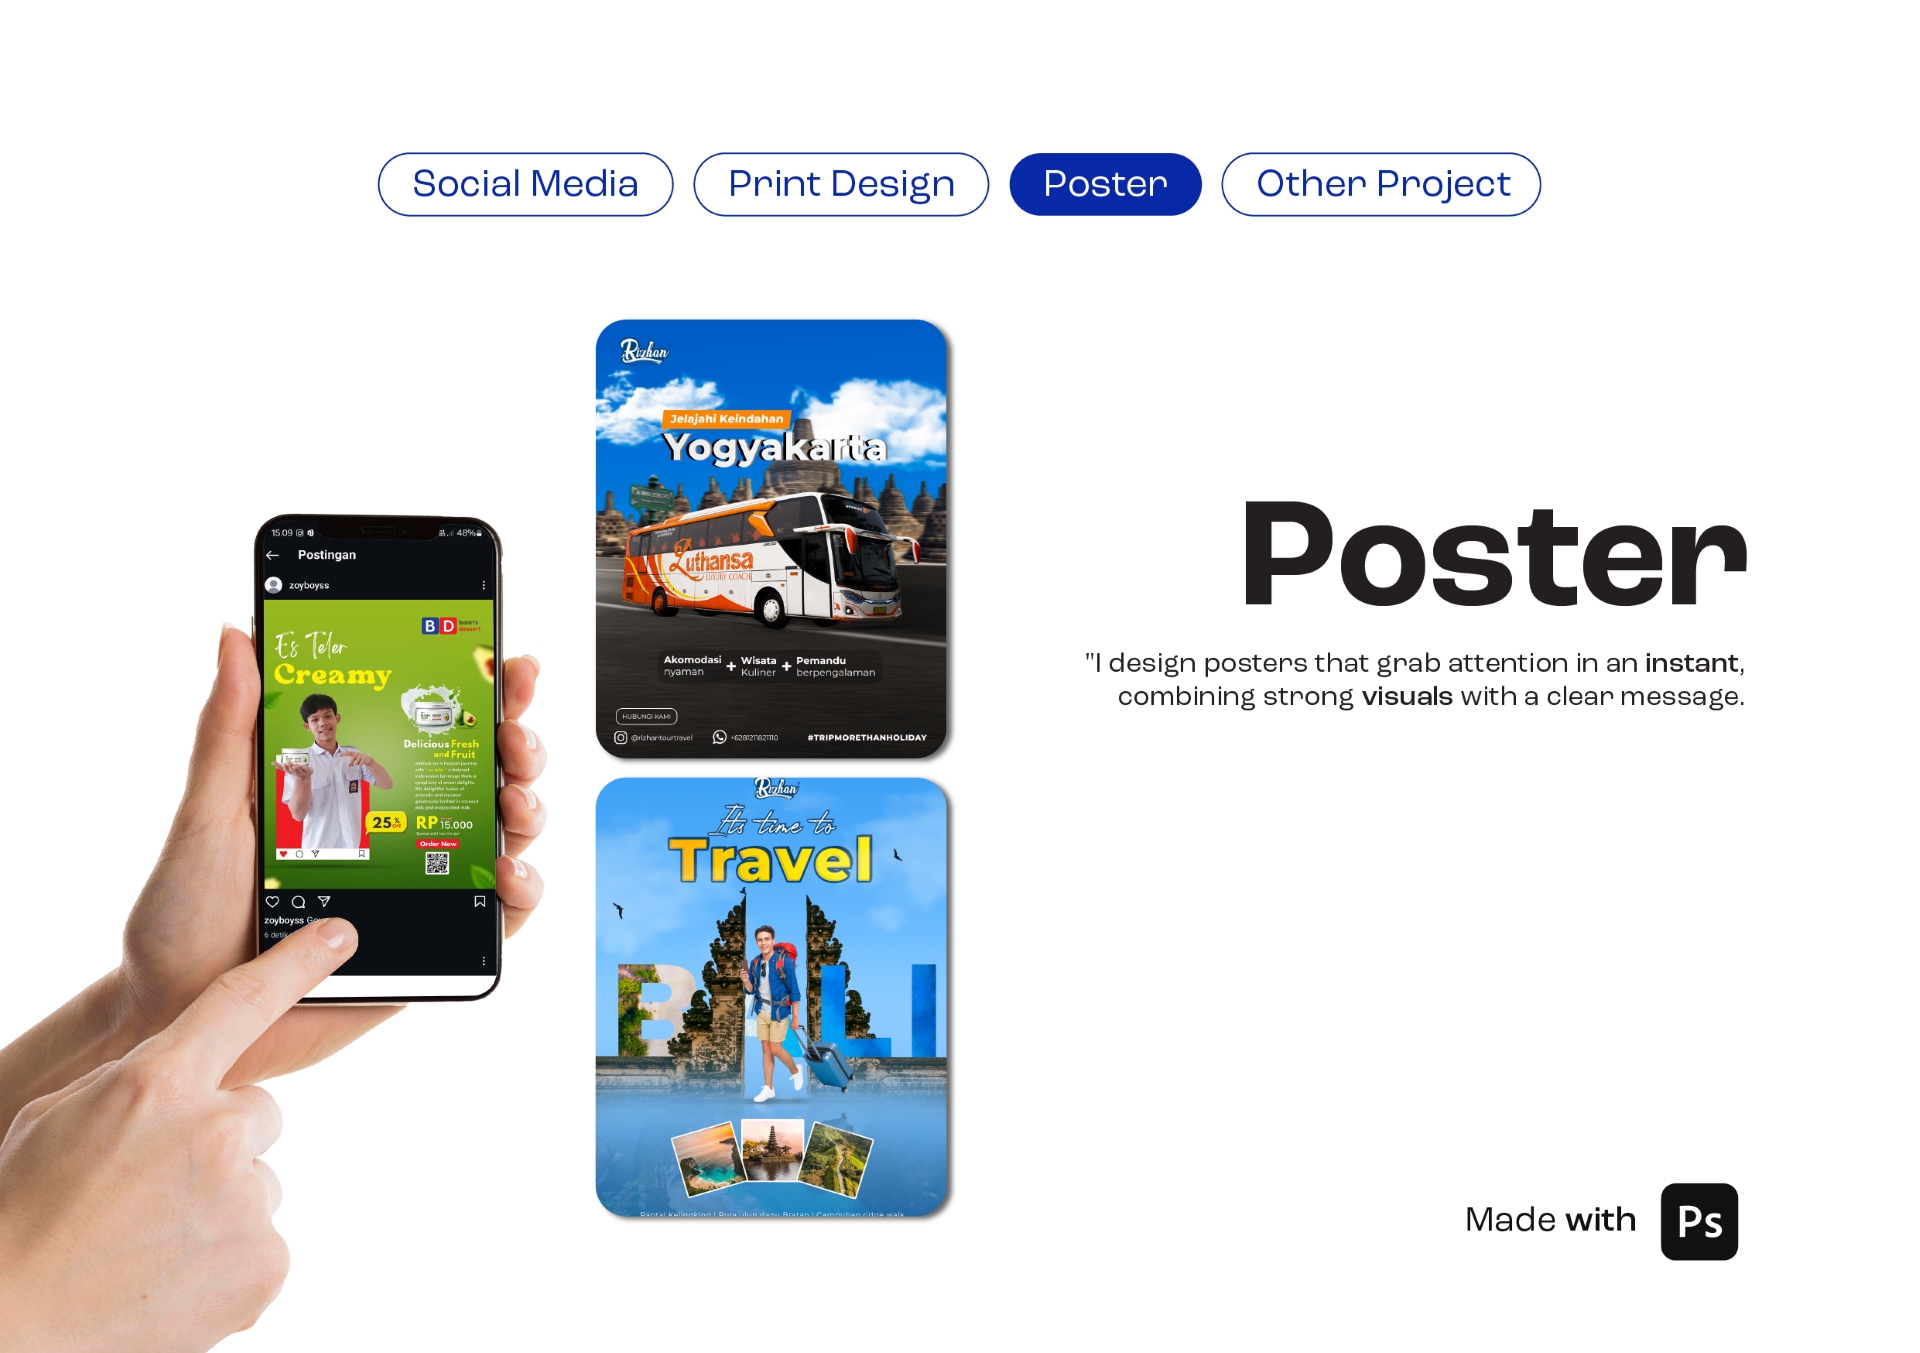 Social Media
Print Design
Poster
Other Project
15.09
48%
Postingan
zoyboyss
BD
Es Teler
Creamy
Delicious Fresh
and Fruit
25%
RP 15.000
Order Now
zoyboyss
6 detik
Rizhan
Jelajahi Keindahan
Yogyakarta
Luthansa
LUXURY COACH
Akomodasi + Wisata + Pemandu
nyaman Kuliner berpengalaman
HUBUNGI KAMI
@rizhantourtravel +6281211821110 #TRIPMORETHANHOLIDAY
Rizhan
Its time to
Travel
BALI
Pantai Kelingking | Pura ulun danu Bratan | Campuhan ridge walk
Poster
"I design posters that grab attention in an instant,
combining strong visuals with a clear message.
Made with Ps